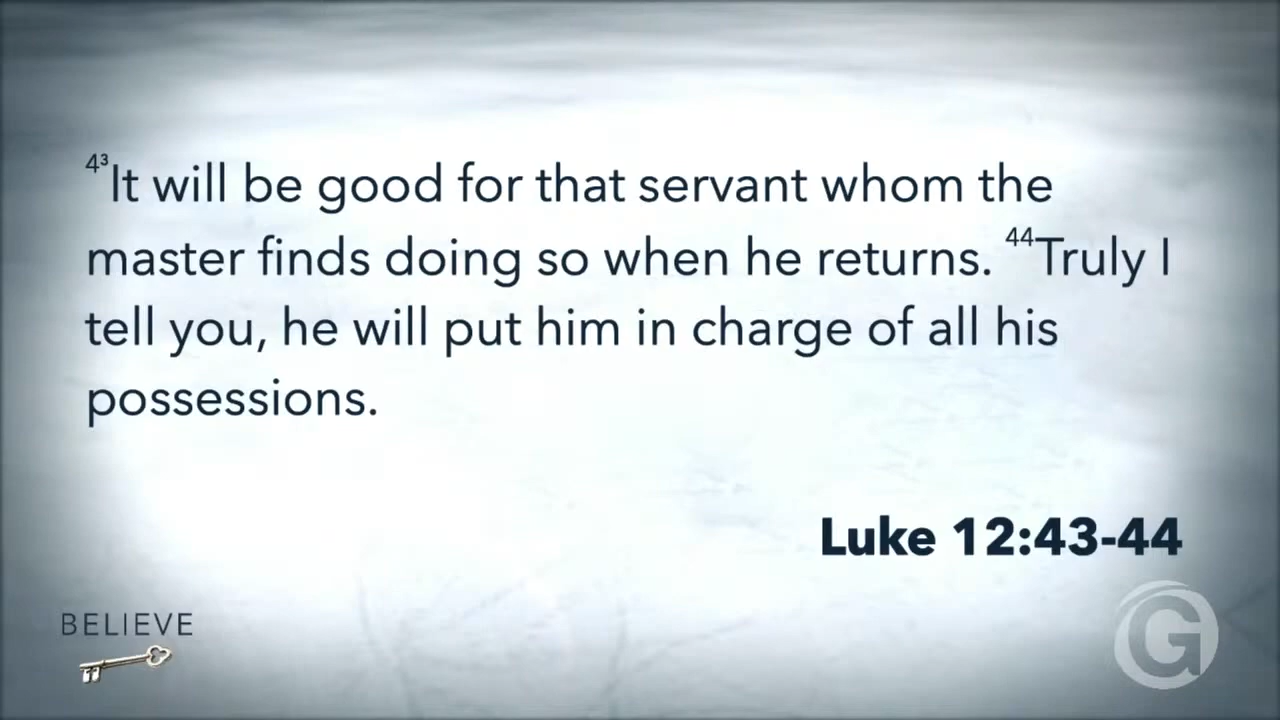 ⁴³It will be good for that servant whom the
master finds doing so when he returns. ⁴⁴Truly I
tell you, he will put him in charge of all his
possessions.
Luke 12:43-44
BELIEVE
G